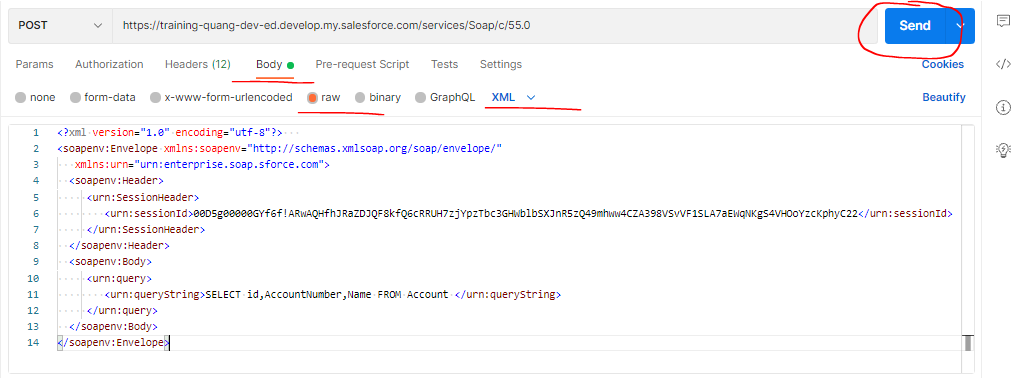 POST https://training-quang-dev-ed.develop.my.salesforce.com/services/Soap/c/55.0 Send
Params Authorization Headers (12) Body Pre-request Script Tests Settings Cookies
none form-data x-www-form-urlencoded raw binary GraphQL XML Beautify
1 <?xml version="1.0" encoding="utf-8"?>
2 <soapenv:Envelope xmlns:soapenv="http://schemas.xmlsoap.org/soap/envelope/"
3 xmlns:urn="urn:enterprise.soap.sforce.com">
4 <soapenv:Header>
5 <urn:SessionHeader>
6 <urn:sessionId>00D5g00000GYf6f!ARwAQHfhJRaZDJQF8kfQ6cRRUH7zjYpzTbc3GHWblbSXJnR5zQ49mhww4CZA398VSvVF1SLA7aEWqNKgS4VHOoYzcKphyC22</urn:sessionId>
7 </urn:SessionHeader>
8 </soapenv:Header>
9 <soapenv:Body>
10 <urn:query>
11 <urn:queryString>SELECT id,AccountNumber,Name FROM Account </urn:queryString>
12 </urn:query>
13 </soapenv:Body>
14 </soapenv:Envelope>